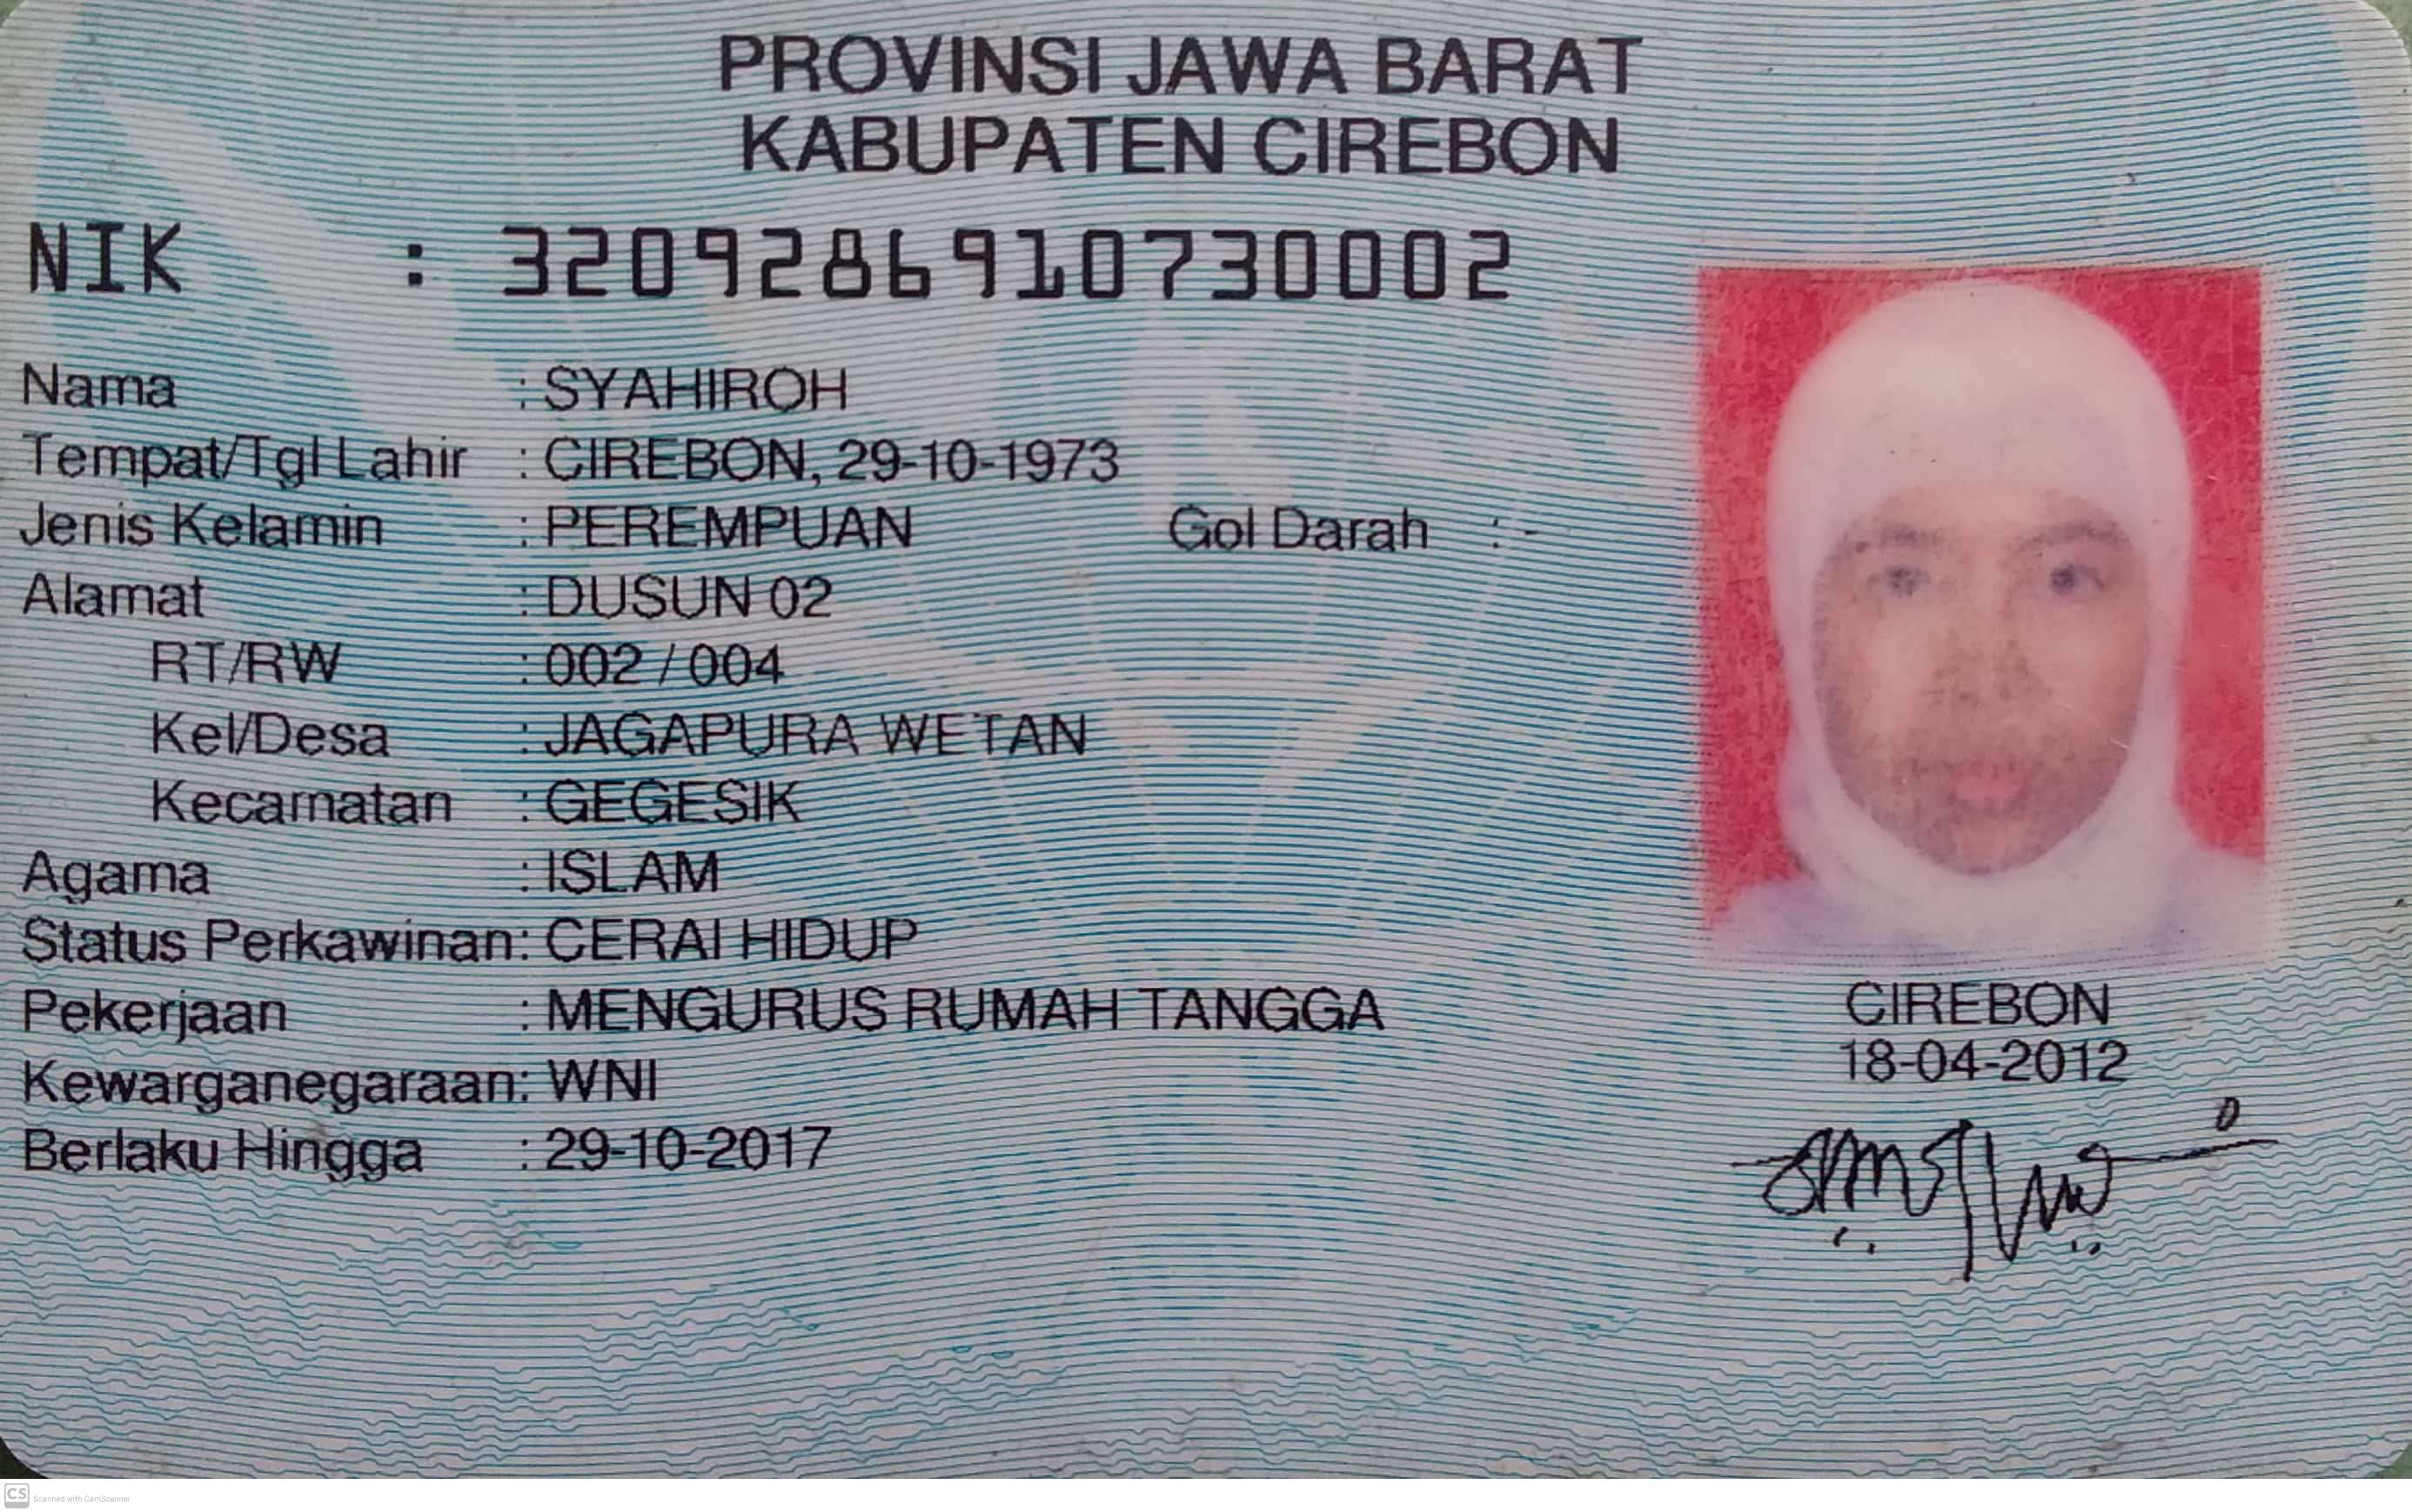 PROVINSI JAWA BARAT
KABUPATEN CIREBON
NIK : 3209286910730002
Nama : SYAHIROH
Tempat/Tgl Lahir : CIREBON, 29-10-1973
Jenis Kelamin : PEREMPUAN Gol Darah : -
Alamat : DUSUN 02
RT/RW : 002 / 004
Kel/Desa : JAGAPURA WETAN
Kecamatan : GEGESIK
Agama : ISLAM
Status Perkawinan: CERAI HIDUP
Pekerjaan : MENGURUS RUMAH TANGGA
Kewarganegaraan: WNI
Berlaku Hingga : 29-10-2017
CIREBON
18-04-2012
CS Scanned with CamScanner